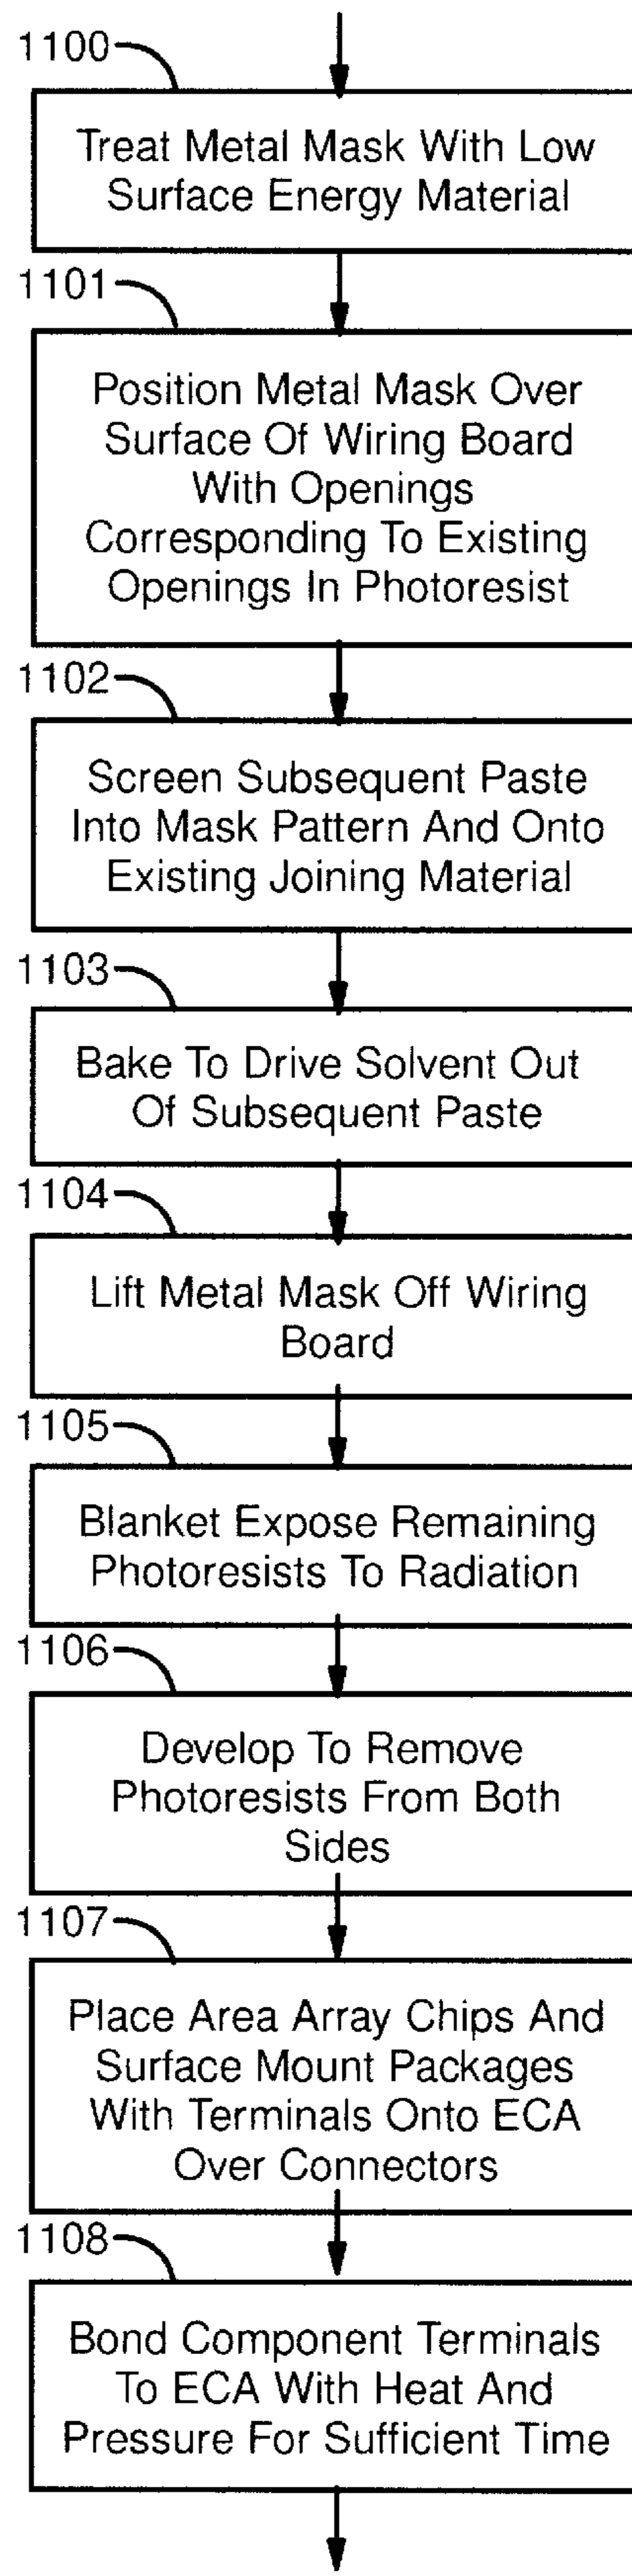 1100
Treat Metal Mask With Low
Surface Energy Material
1101
Position Metal Mask Over
Surface Of Wiring Board
With Openings
Corresponding To Existing
Openings In Photoresist
1102
Screen Subsequent Paste
Into Mask Pattern And Onto
Existing Joining Material
1103
Bake To Drive Solvent Out
Of Subsequent Paste
1104
Lift Metal Mask Off Wiring
Board
1105
Blanket Expose Remaining
Photoresists To Radiation
1106
Develop To Remove
Photoresists From Both
Sides
1107
Place Area Array Chips And
Surface Mount Packages
With Terminals Onto ECA
Over Connectors
1108
Bond Component Terminals
To ECA With Heat And
Pressure For Sufficient Time